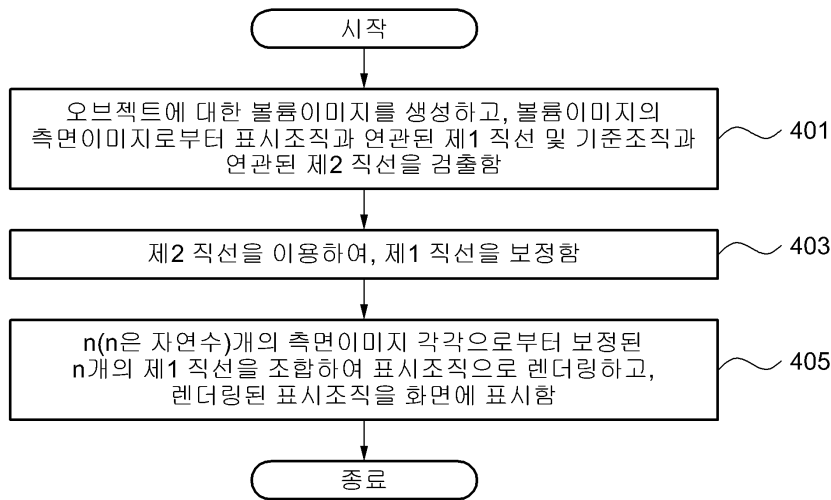 시작
오브젝트에 대한 볼륨이미지를 생성하고, 볼륨이미지의
측면이미지로부터 표시조직과 연관된 제1 직선 및 기준조직과
연관된 제2 직선을 검출함
401
제2 직선을 이용하여, 제1 직선을 보정함
403
n(n은 자연수)개의 측면이미지 각각으로부터 보정된
n개의 제1 직선을 조합하여 표시조직으로 렌더링하고,
렌더링된 표시조직을 화면에 표시함
405
종료